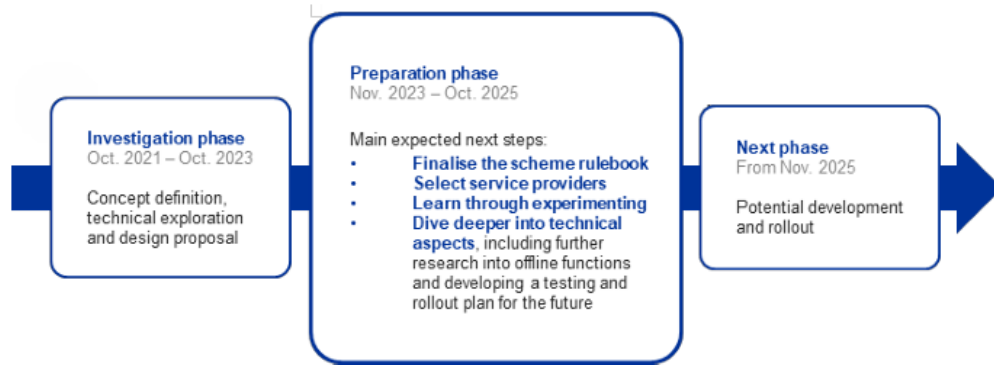 Investigation phase
Oct. 2021 – Oct. 2023
Concept definition,
technical exploration
and design proposal
Preparation phase
Nov. 2023 – Oct. 2025
Main expected next steps:
• Finalise the scheme rulebook
• Select service providers
• Learn through experimenting
• Dive deeper into technical
aspects, including further
research into offline functions
and developing a testing and
rollout plan for the future
Next phase
From Nov. 2025
Potential development
and rollout